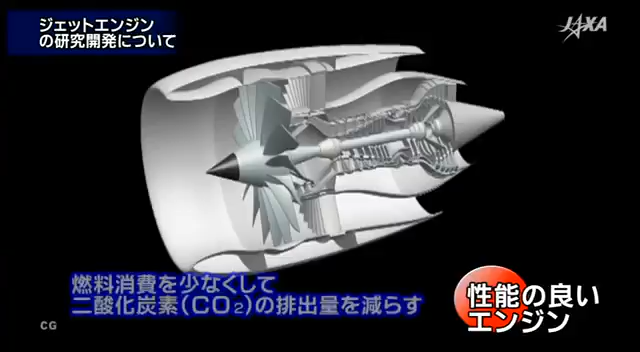 ジェットエンジン
の研究開発について
JAXA
燃料消費を少なくして
二酸化炭素(CO2)の排出量を減らす
性能の良い
エンジン
CG